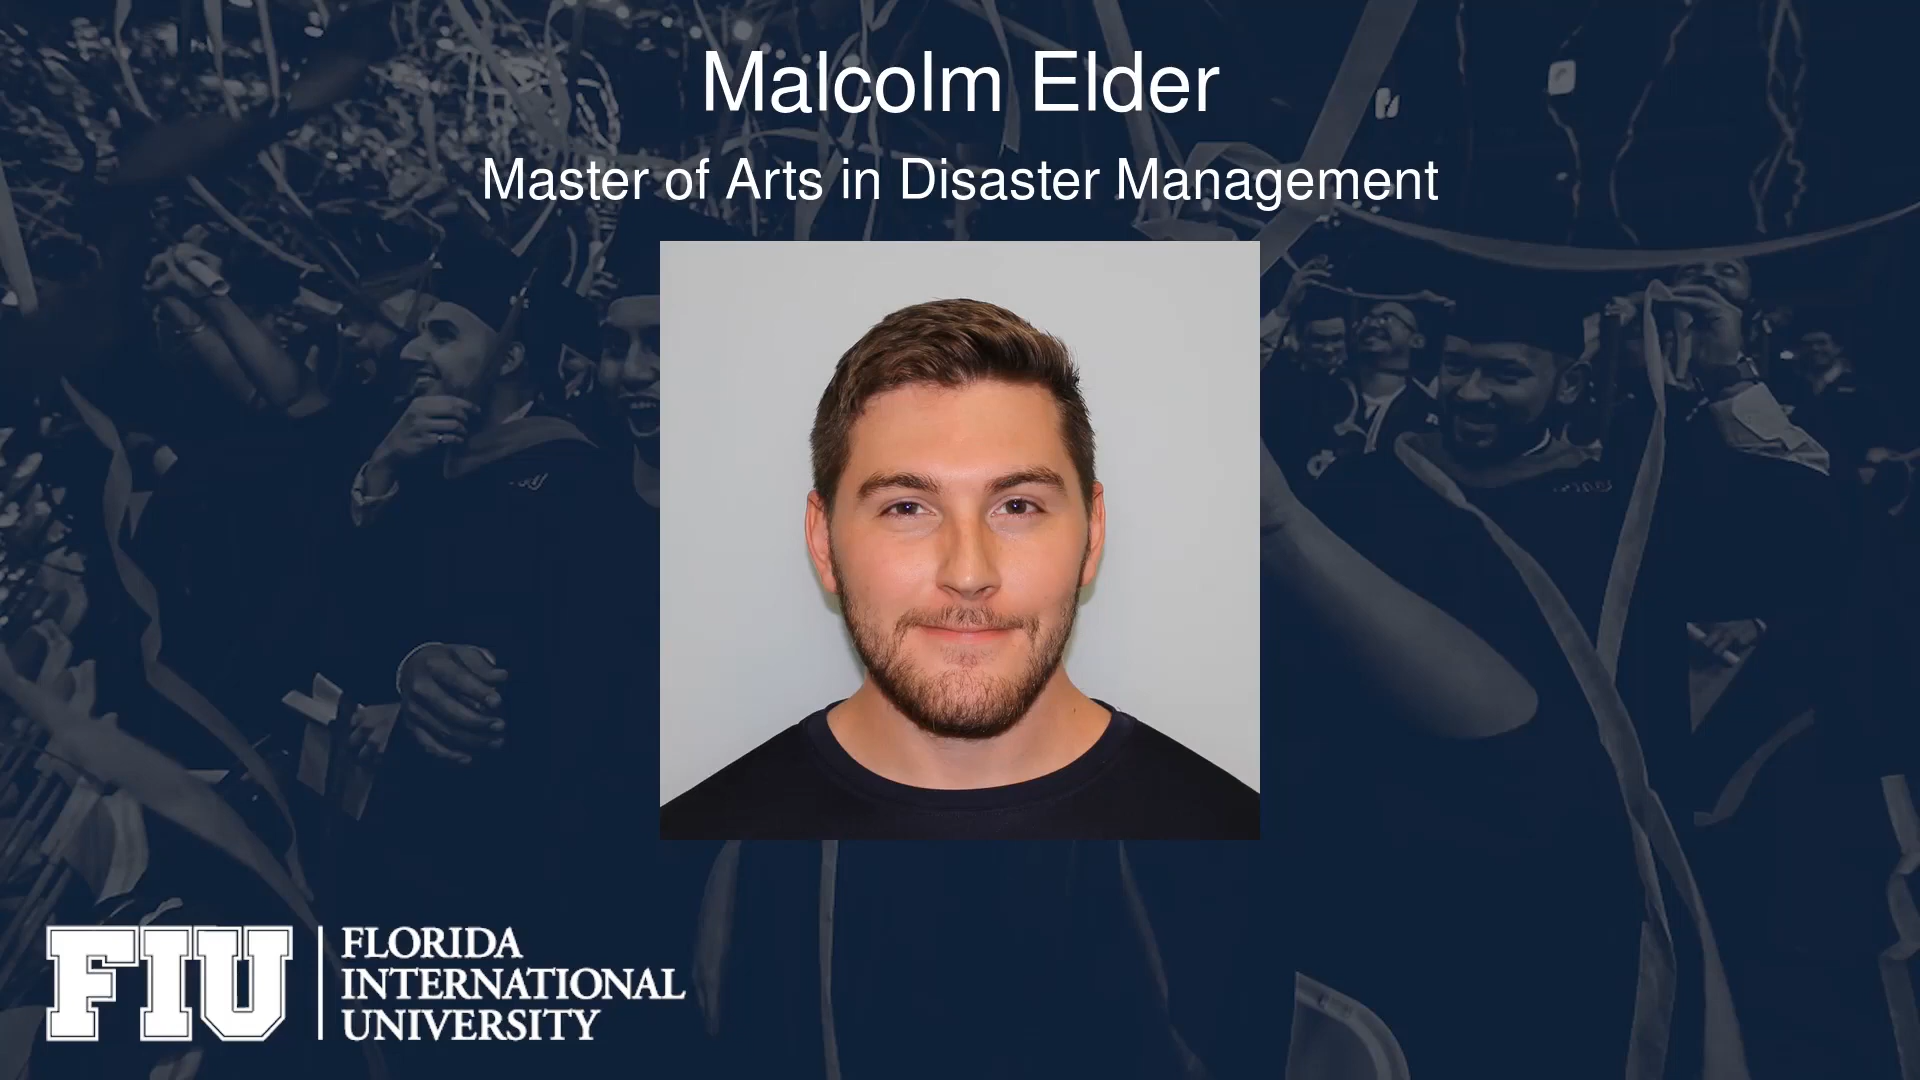 Malcolm Elder
Master of Arts in Disaster Management
FIU
FLORIDA
INTERNATIONAL
UNIVERSITY